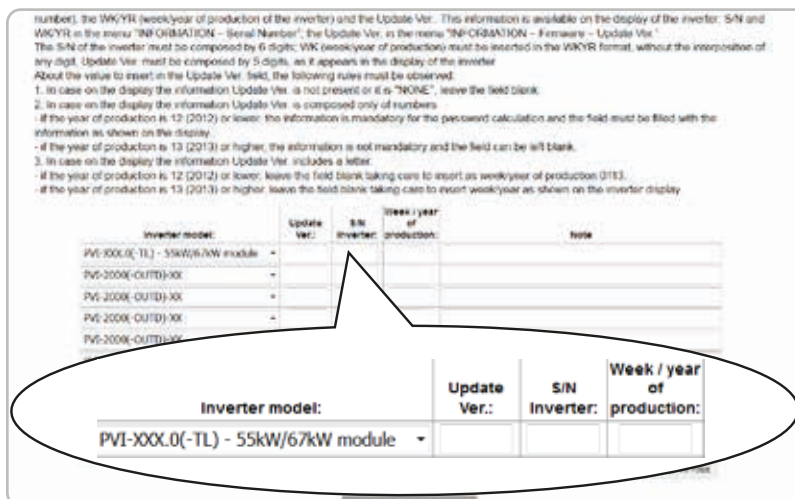 number), the WK/YR (week/year of production of the inverter) and the Update Ver.. This information is available on the display of the inverter: S/N and
WK/YR in the menu "INFORMATION – Serial Number"; the Update Ver. in the menu "INFORMATION – Firmware – Update Ver."
The S/N of the inverter must be composed by 6 digits; WK (week/year of production) must be inserted in the WKYR format, without the interposition of
any digit, Update Ver. must be composed by 5 digits, as it appears in the display of the inverter
About the value to insert in the Update Ver. field, the following rules must be observed:
1. In case on the display the information Update Ver. is not present or it is "NONE", leave the field blank
2. In case on the display the information Update Ver. is composed only of numbers
- if the year of production is 12 (2012) or lower, the information is mandatory for the password calculation and the field must be filled with the
information as shown on the display
- if the year of production is 13 (2013) or higher, the information is not mandatory and the field can be left blank.
3. In case on the display the information Update Ver. includes a letter:
- if the year of production is 12 (2012) or lower, leave the field blank taking care to insert as week/year of production 0113.
- if the year of production is 13 (2013) or higher, leave the field blank taking care to insert week/year as shown on the inverter display
Inverter model: Update Ver.: S/N Inverter: Week / year of production: Note
PVI-XXX.0(-TL) - 55kW/67kW module
PVI-2000(-OUTD)-XX
PVI-2000(-OUTD)-XX
PVI-2000(-OUTD)-XX
PVI-2000(-OUTD)-XX
Inverter model: Update Ver.: S/N Inverter: Week / year of production:
PVI-XXX.0(-TL) - 55kW/67kW module